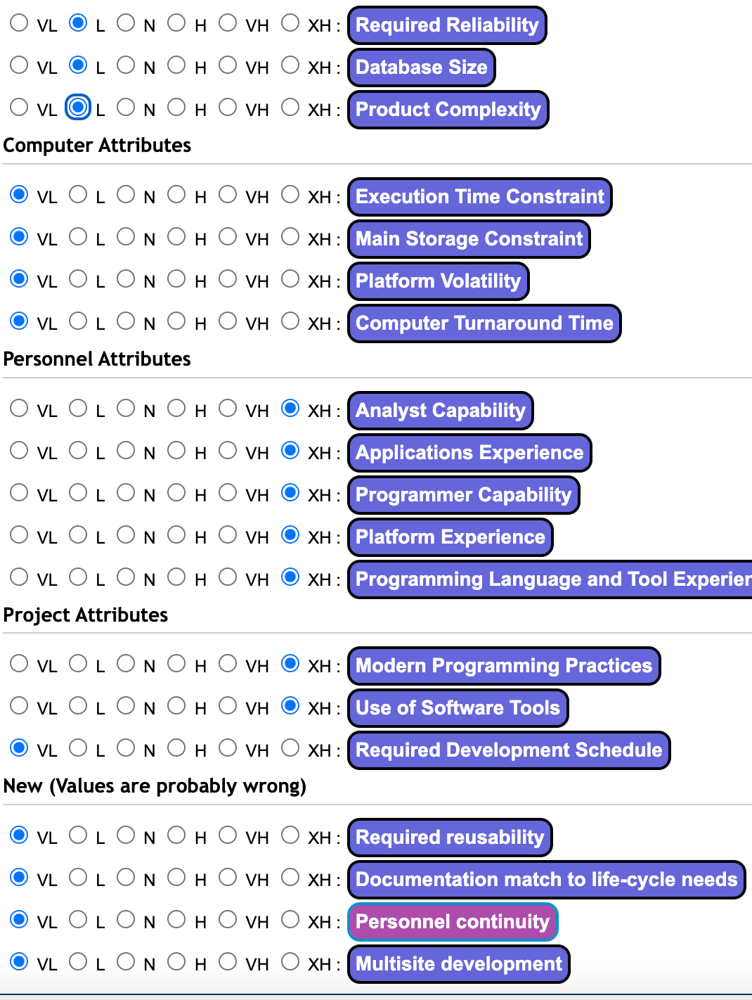 VL L N H VH XH : Required Reliability
VL L N H VH XH : Database Size
VL L N H VH XH : Product Complexity
Computer Attributes
VL L N H VH XH : Execution Time Constraint
VL L N H VH XH : Main Storage Constraint
VL L N H VH XH : Platform Volatility
VL L N H VH XH : Computer Turnaround Time
Personnel Attributes
VL L N H VH XH : Analyst Capability
VL L N H VH XH : Applications Experience
VL L N H VH XH : Programmer Capability
VL L N H VH XH : Platform Experience
VL L N H VH XH : Programming Language and Tool Experien
Project Attributes
VL L N H VH XH : Modern Programming Practices
VL L N H VH XH : Use of Software Tools
VL L N H VH XH : Required Development Schedule
New (Values are probably wrong)
VL L N H VH XH : Required reusability
VL L N H VH XH : Documentation match to life-cycle needs
VL L N H VH XH : Personnel continuity
VL L N H VH XH : Multisite development